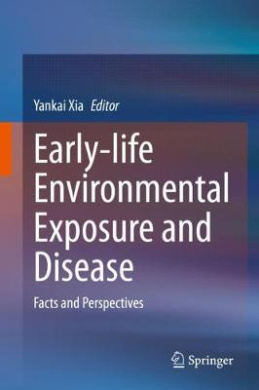 Yankai Xia Editor
Early-life
Environmental
Exposure and
Disease
Facts and Perspectives
Springer